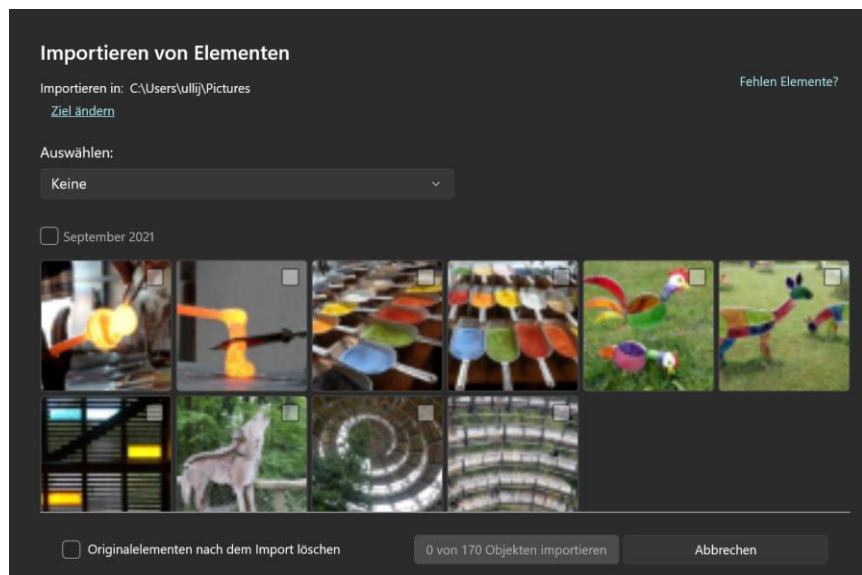 Importieren von Elementen
Importieren in: C:\Users\ullij\Pictures
Fehlen Elemente?
Ziel ändern
Auswählen:
Keine
September 2021
Originalelementen nach dem Import löschen
0 von 170 Objekten importieren
Abbrechen